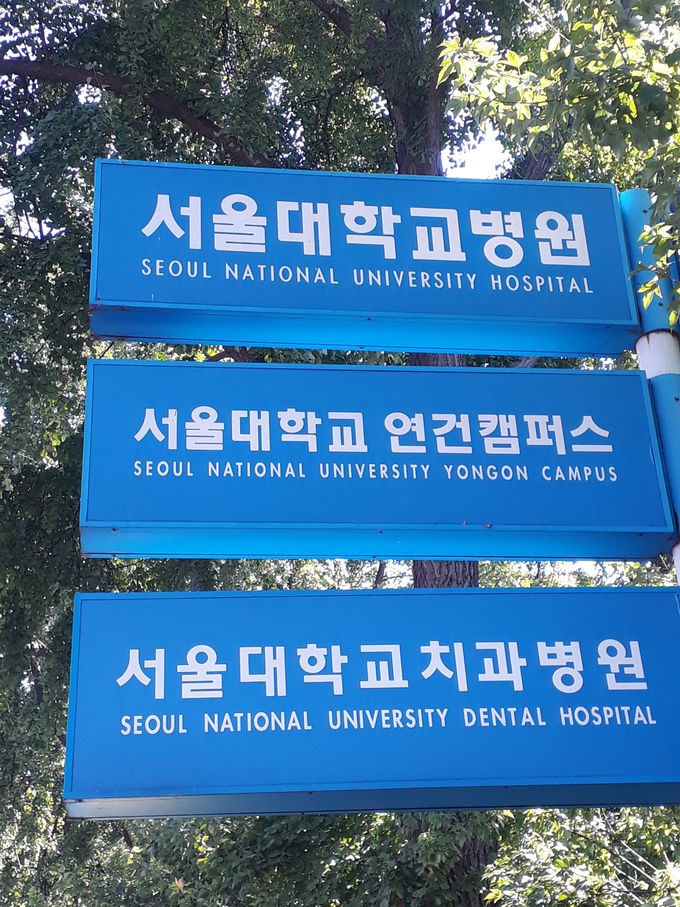 서울대학교병원
SEOUL NATIONAL UNIVERSITY HOSPITAL
서울대학교 연건캠퍼스
SEOUL NATIONAL UNIVERSITY YONGON CAMPUS
서울대학교치과병원
SEOUL NATIONAL UNIVERSITY DENTAL HOSPITAL